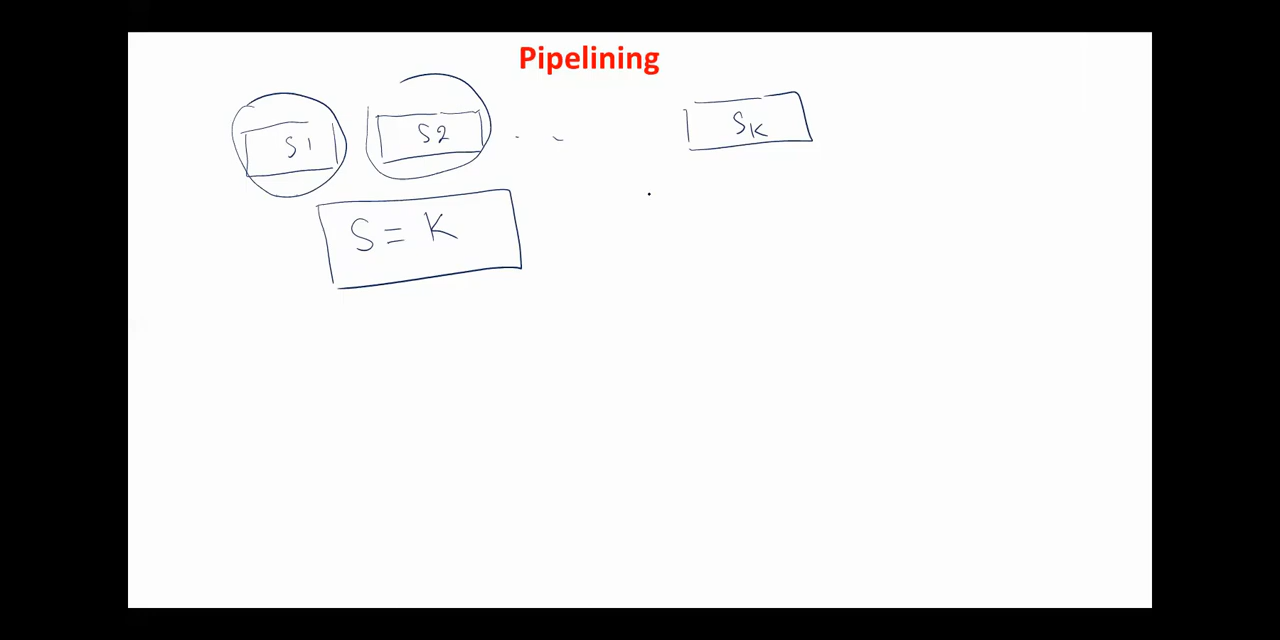 Pipelining
S1 S2 .. SK
S = K